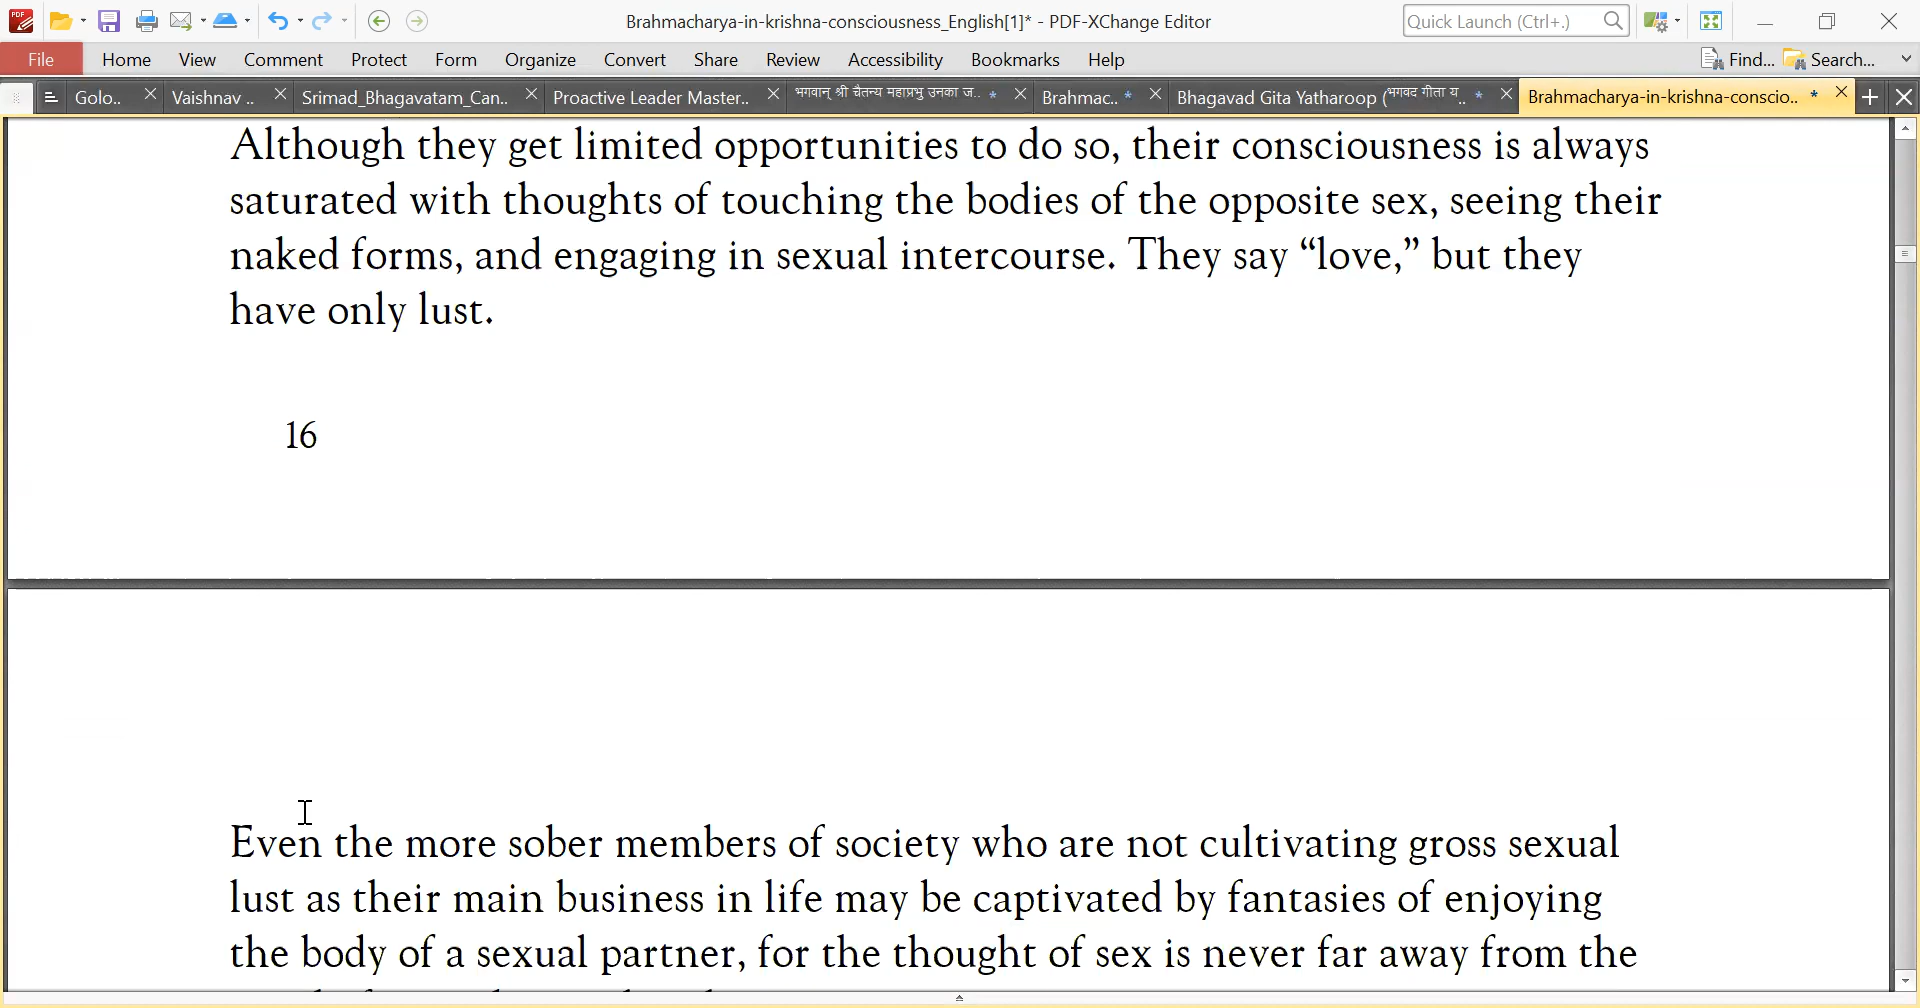 Brahmacharya-in-krishna-consciousness_English[1]* - PDF-XChange Editor
Quick Launch (Ctrl+.)
File Home View Comment Protect Form Organize Convert Share Review Accessibility Bookmarks Help Find... Search...
Golo.. Vaishnav .. Srimad_Bhagavatam_Can.. Proactive Leader Master.. भगवान् श्री चैतन्य महाप्रभु उनका ज.. * Brahmac.. * Bhagavad Gita Yatharoop (भगवद गीता य.. * Brahmacharya-in-krishna-conscio.. *
Although they get limited opportunities to do so, their consciousness is always
saturated with thoughts of touching the bodies of the opposite sex, seeing their
naked forms, and engaging in sexual intercourse. They say “love,” but they
have only lust.
16
Even the more sober members of society who are not cultivating gross sexual
lust as their main business in life may be captivated by fantasies of enjoying
the body of a sexual partner, for the thought of sex is never far away from the